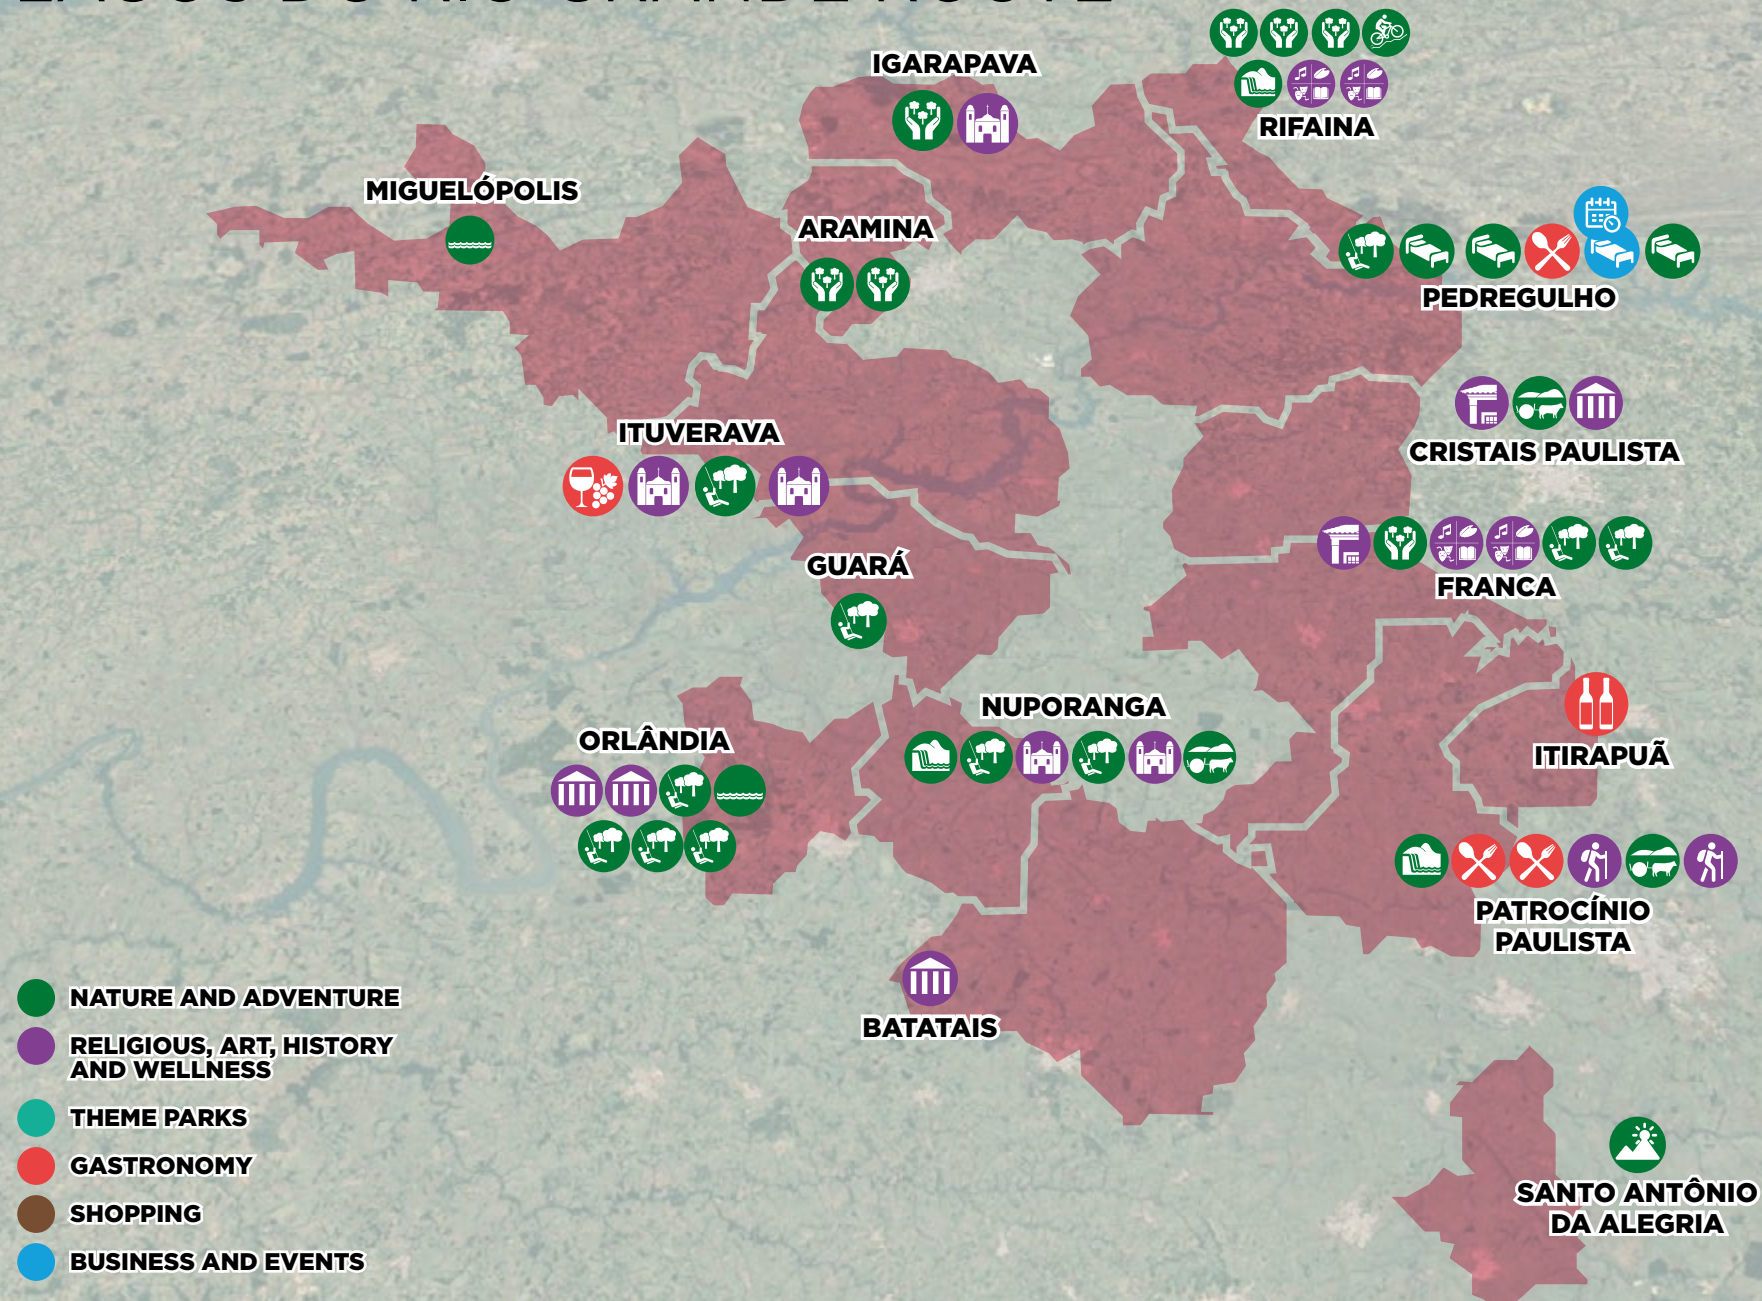 IGARAPAVA
RIFAINA
MIGUELÓPOLIS
ARAMINA
PEDREGULHO
ITUVERAVA
CRISTAIS PAULISTA
GUARÁ
FRANCA
NUPORANGA
ORLÂNDIA
ITIRAPUÃ
PATROCÍNIO
PAULISTA
BATATAIS
SANTO ANTÔNIO
DA ALEGRIA
NATURE AND ADVENTURE
RELIGIOUS, ART, HISTORY
AND WELLNESS
THEME PARKS
GASTRONOMY
SHOPPING
BUSINESS AND EVENTS